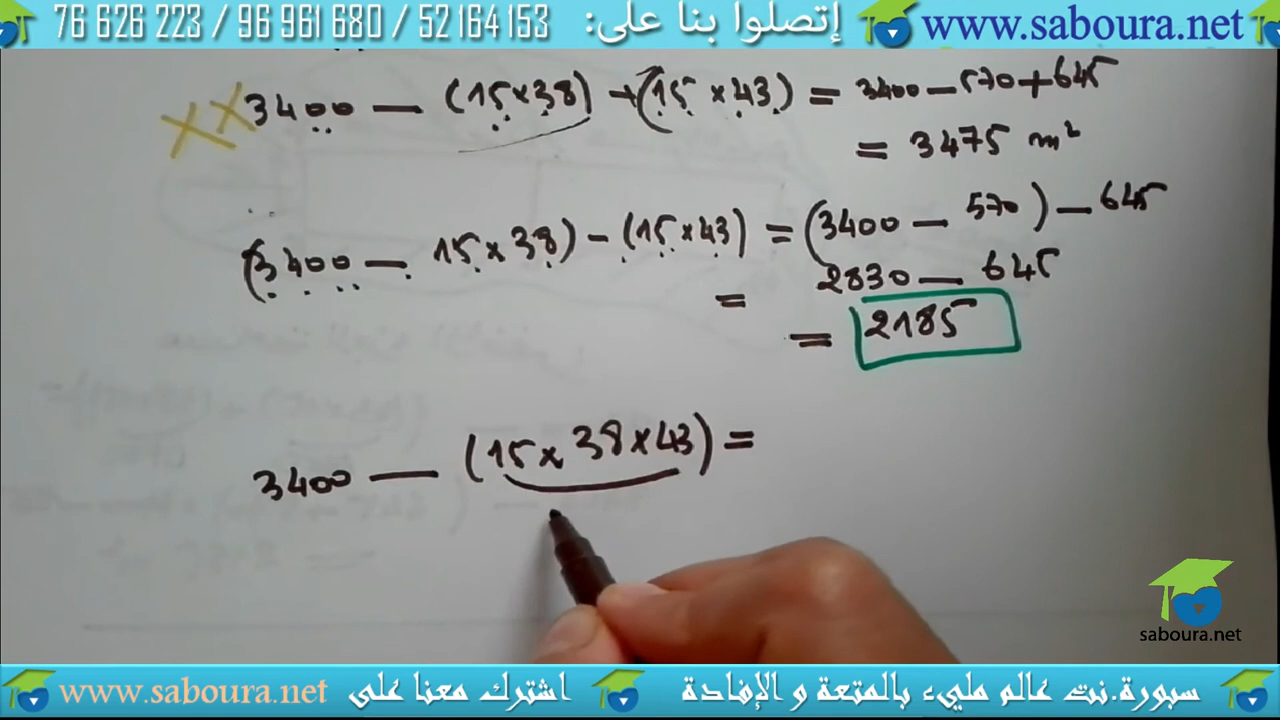 76 626 223 / 96 961 680 / 52 164 153 إتصلوا بنا على: www.saboura.net
XX 3400 — (15×38) + (15×43) = 3400 — 570 + 645
= 3475 m²
(3400 — 15×38) — (15×43) = (3400 — 570) — 645
= 2830 — 645
= 2185
3400 — (15×38×43) =
saboura.net
سبورة.نت عالم مليء بالمتعة و الإفادة اشترك معنا على www.saboura.net